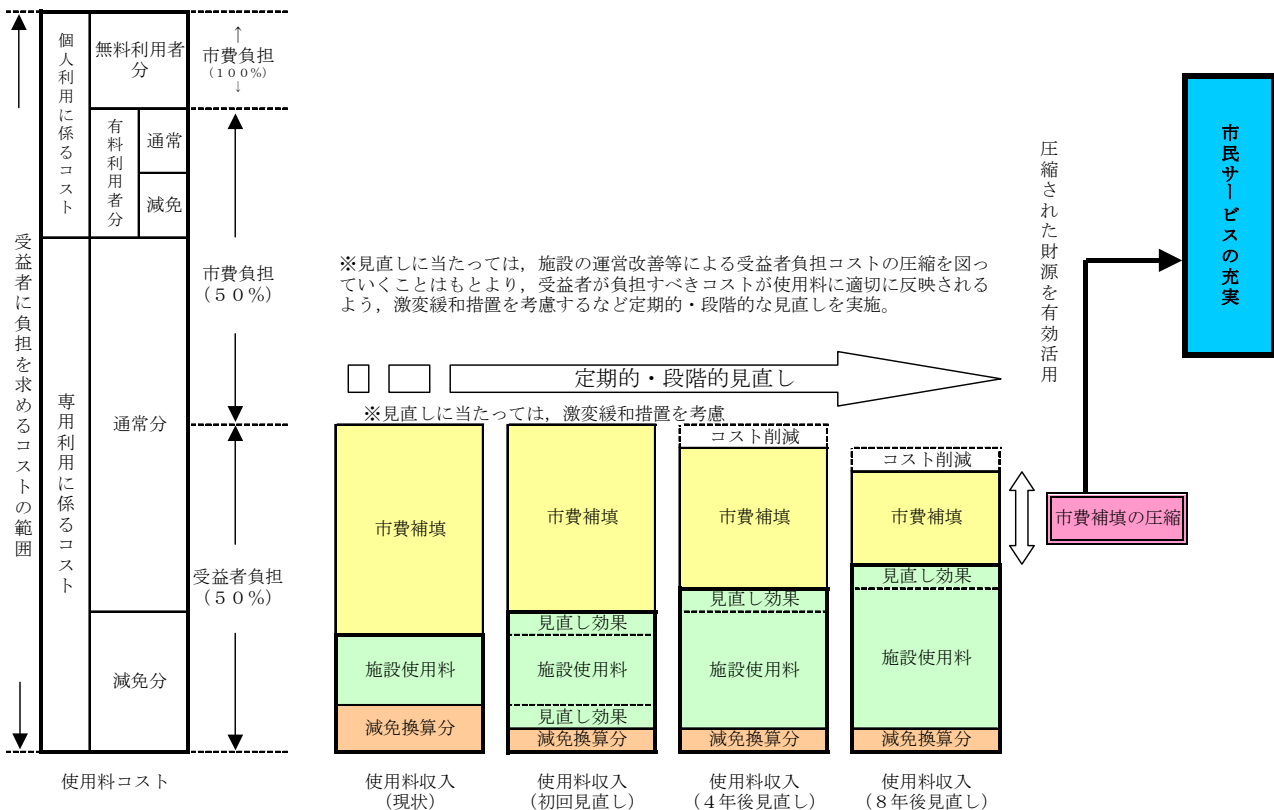 受益者に負担を求めるコストの範囲
個人利用に係るコスト
無料利用者
分
有料利用者分
通常
減免
専用利用に係るコスト
通常分
減免分
使用料コスト
↑
市費負担
(100%)
↓
市費負担
(50%)
受益者負担
(50%)
※見直しに当たっては，施設の運営改善等による受益者負担コストの圧縮を図っ
ていくことはもとより，受益者が負担すべきコストが使用料に適切に反映される
よう，激変緩和措置を考慮するなど定期的・段階的な見直しを実施。
定期的・段階的見直し
※見直しに当たっては，激変緩和措置を考慮
市費補填
施設使用料
減免換算分
使用料収入
(現状)
市費補填
見直し効果
施設使用料
見直し効果
減免換算分
使用料収入
(初回見直し)
コスト削減
市費補填
見直し効果
施設使用料
減免換算分
使用料収入
(４年後見直し)
コスト削減
市費補填
見直し効果
施設使用料
減免換算分
使用料収入
(８年後見直し)
市費補填の圧縮
圧縮された財源を有効活用
市民サービスの充実